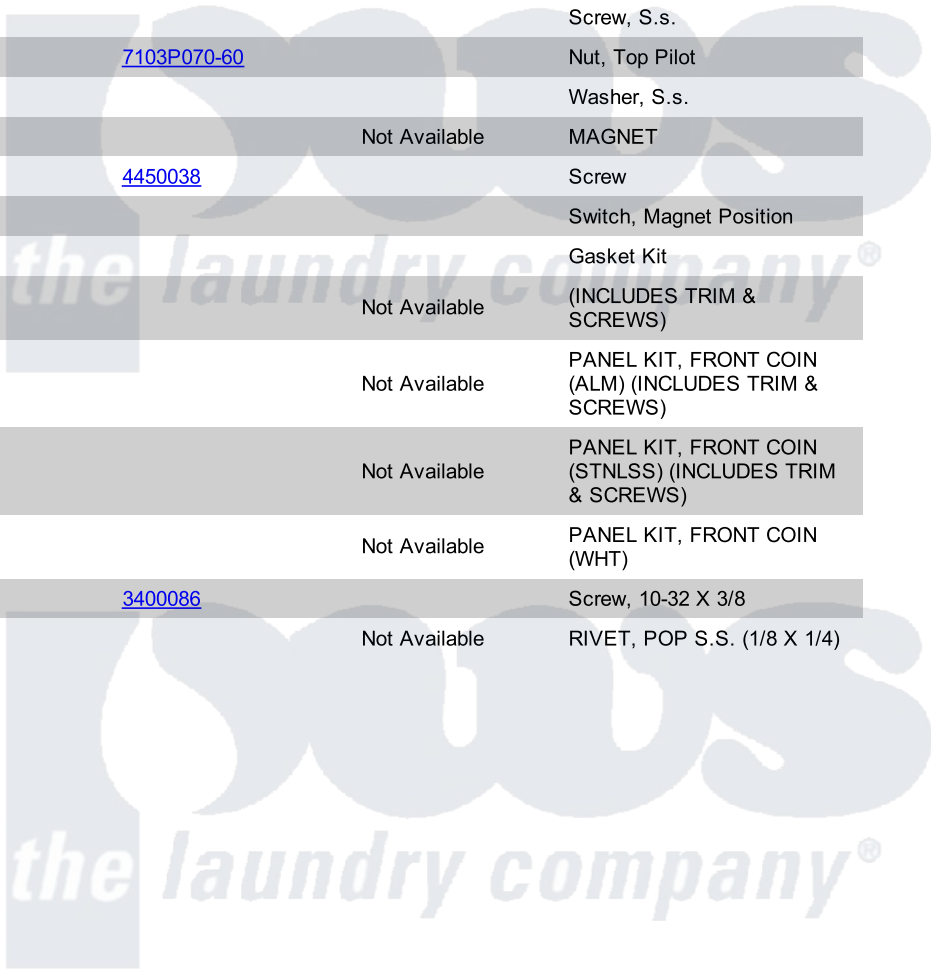 Screw, S.s.
7103P070-60 Nut, Top Pilot
Washer, S.s.
Not Available MAGNET
4450038 Screw
Switch, Magnet Position
Gasket Kit
Not Available (INCLUDES TRIM &
SCREWS)
PANEL KIT, FRONT COIN
Not Available (ALM) (INCLUDES TRIM &
SCREWS)
PANEL KIT, FRONT COIN
Not Available (STNLSS) (INCLUDES TRIM
& SCREWS)
Not Available PANEL KIT, FRONT COIN
(WHT)
3400086 Screw, 10-32 X 3/8
Not Available RIVET, POP S.S. (1/8 X 1/4)
pws
the laundry company®
pws
the laundry company®